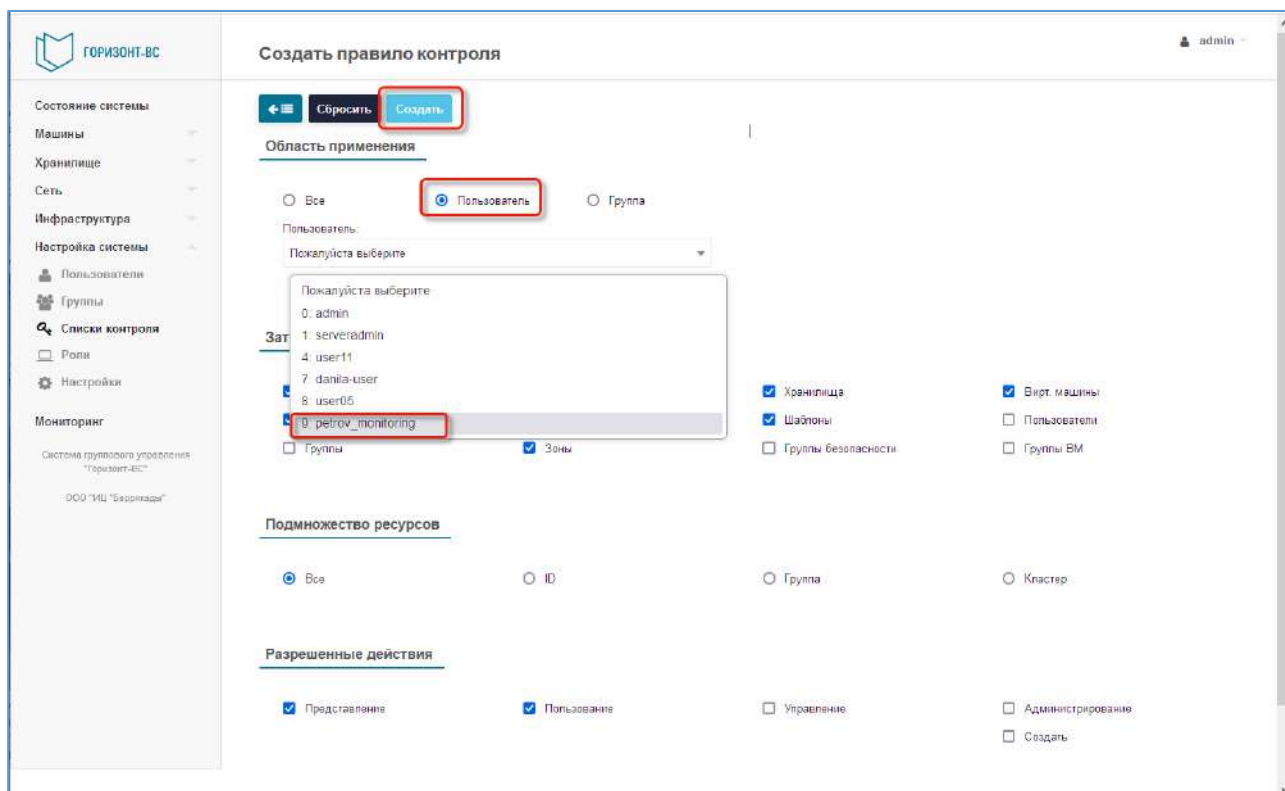 ГОРИЗОНТ-ВС
Создать правило контроля
admin
Состояние системы
Машины
Хранилище
Сеть
Инфраструктура
Настройка системы
Пользователи
Группы
Списки контроля
Роли
Настройки
Мониторинг
Система группового управления
"Горизонт-ВС"
ООО "ИЦ "Баррикады"
Сбросить
Создать
Область применения
Все
Пользователь
Группа
Пользователь:
Пожалуйста выберите
Пожалуйста выберите
0: admin
1: serveradmin
4: user11
7: danila-user
8: user05
9: petrov_monitoring
Зат
Хранилища
Вирт. машины
Шаблоны
Пользователи
Группы
Зоны
Группы безопасности
Группы ВМ
Подмножество ресурсов
Все
ID
Группа
Кластер
Разрешенные действия
Представление
Пользование
Управление
Администрирование
Создать